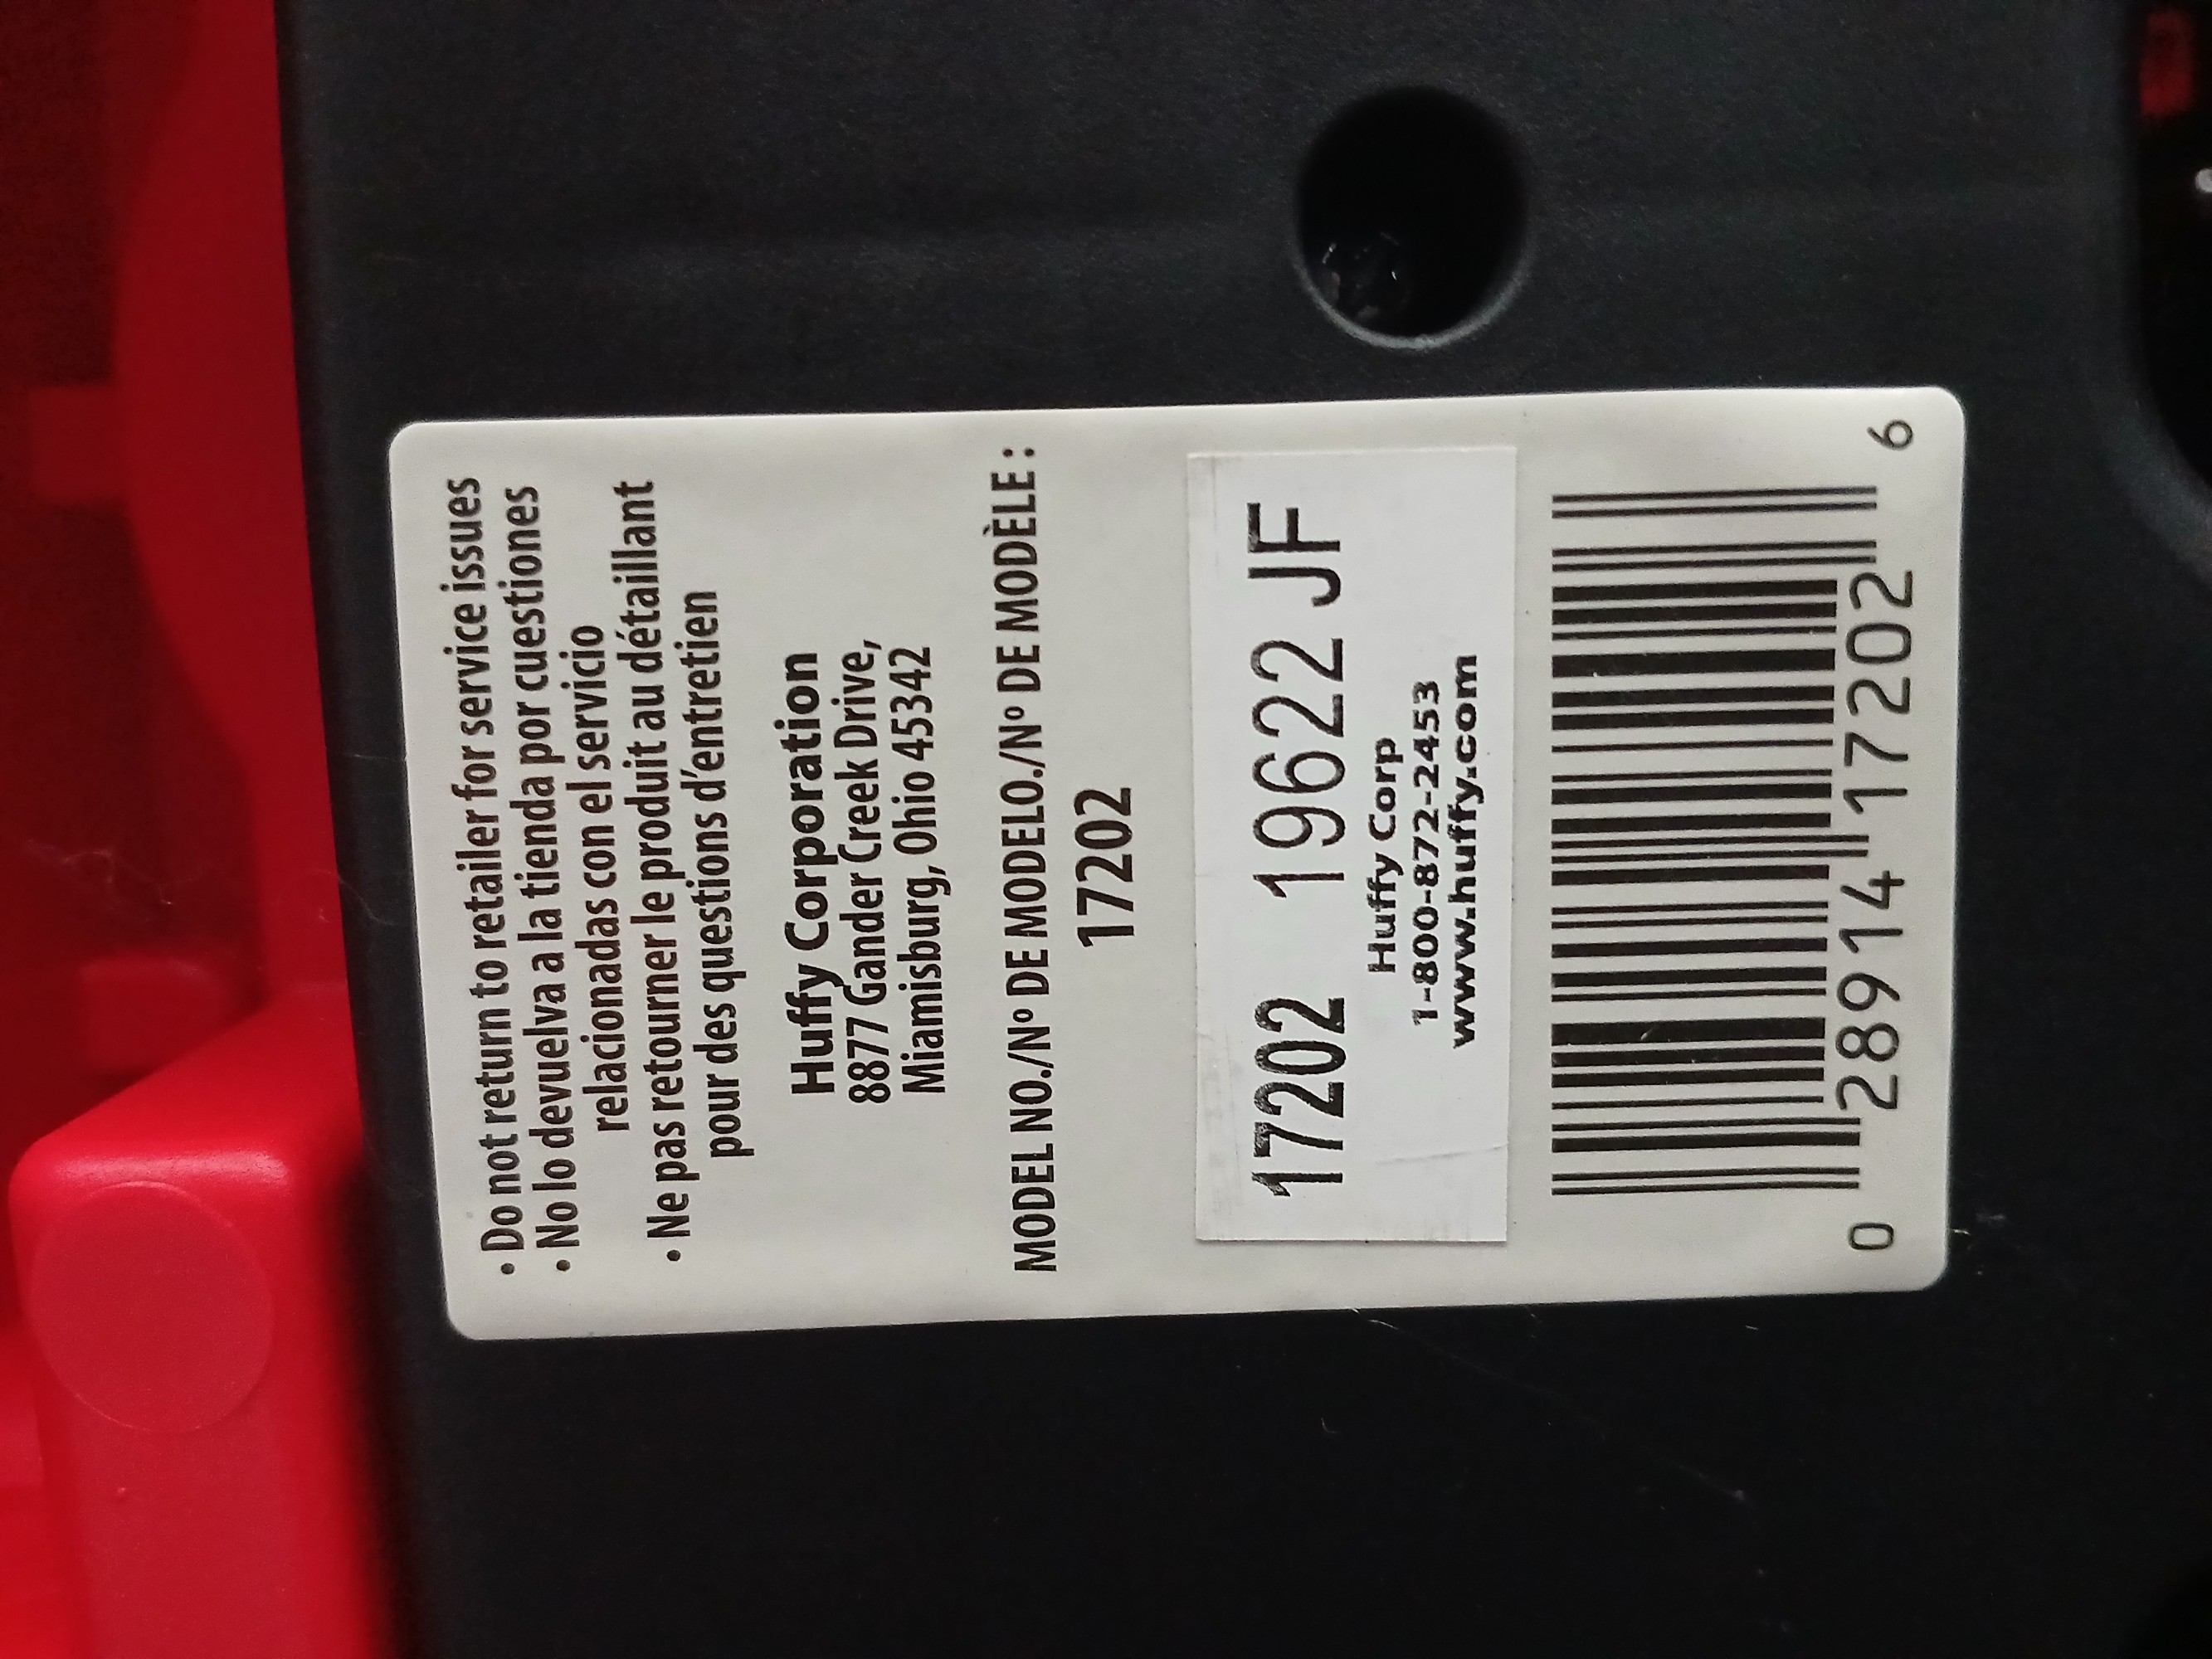 • Do not return to retailer for service issues
• No lo devuelva a la tienda por cuestiones
relacionadas con el servicio
• Ne pas retourner le produit au détaillant
pour des questions d'entretien
Huffy Corporation
8877 Gander Creek Drive,
Miamisburg, Ohio 45342
MODEL NO./Nº DE MODELO./Nº DE MODÈLE :
17202
17202 19622 JF
Huffy Corp
1-800-872-2453
www.huffy.com
0 28914 17202 6